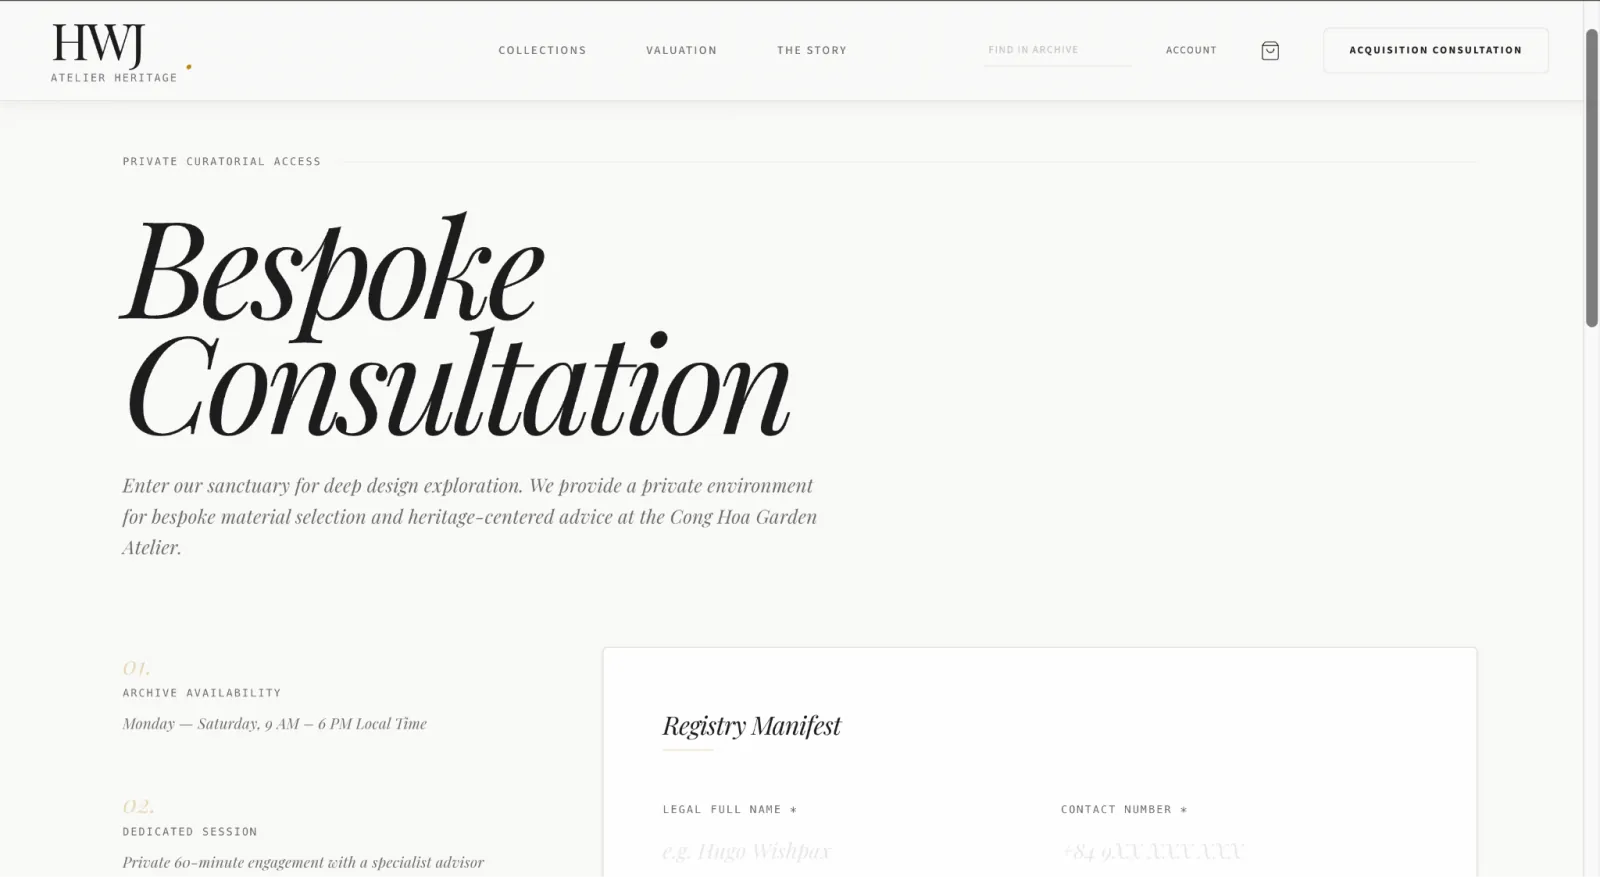 HWJ
ATELIER HERITAGE
COLLECTIONS
VALUATION
THE STORY
FIND IN ARCHIVE
ACCOUNT
ACQUISITION CONSULTATION
PRIVATE CURATORIAL ACCESS
Bespoke
Consultation
Enter our sanctuary for deep design exploration. We provide a private environment
for bespoke material selection and heritage-centered advice at the Cong Hoa Garden
Atelier.
01.
ARCHIVE AVAILABILITY
Monday — Saturday, 9 AM – 6 PM Local Time
02.
DEDICATED SESSION
Private 60-minute engagement with a specialist advisor
Registry Manifest
LEGAL FULL NAME *
e.g. Hugo Wishpax
CONTACT NUMBER *
+84 9XX XXX XXX